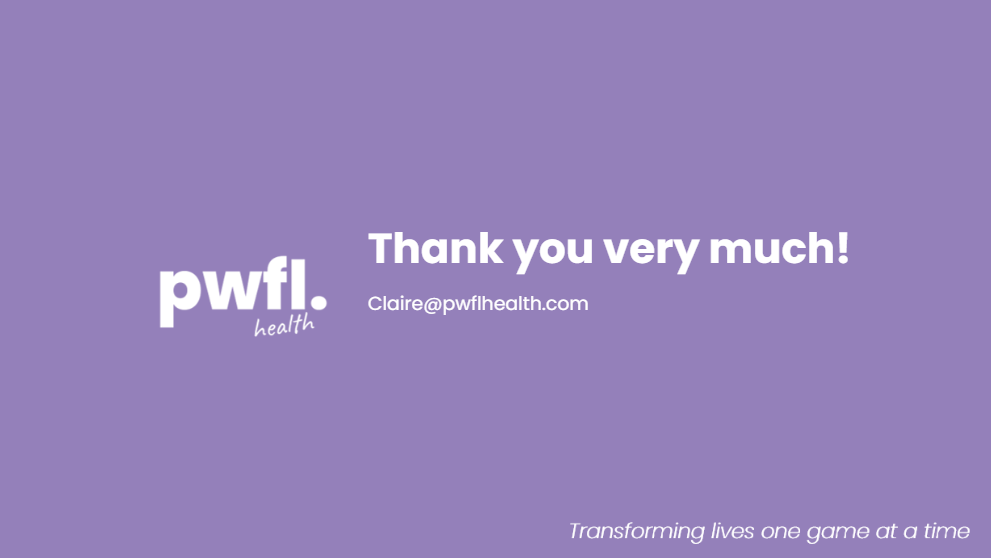 pwfl.
health
Thank you very much!
Claire@pwflhealth.com
Transforming lives one game at a time